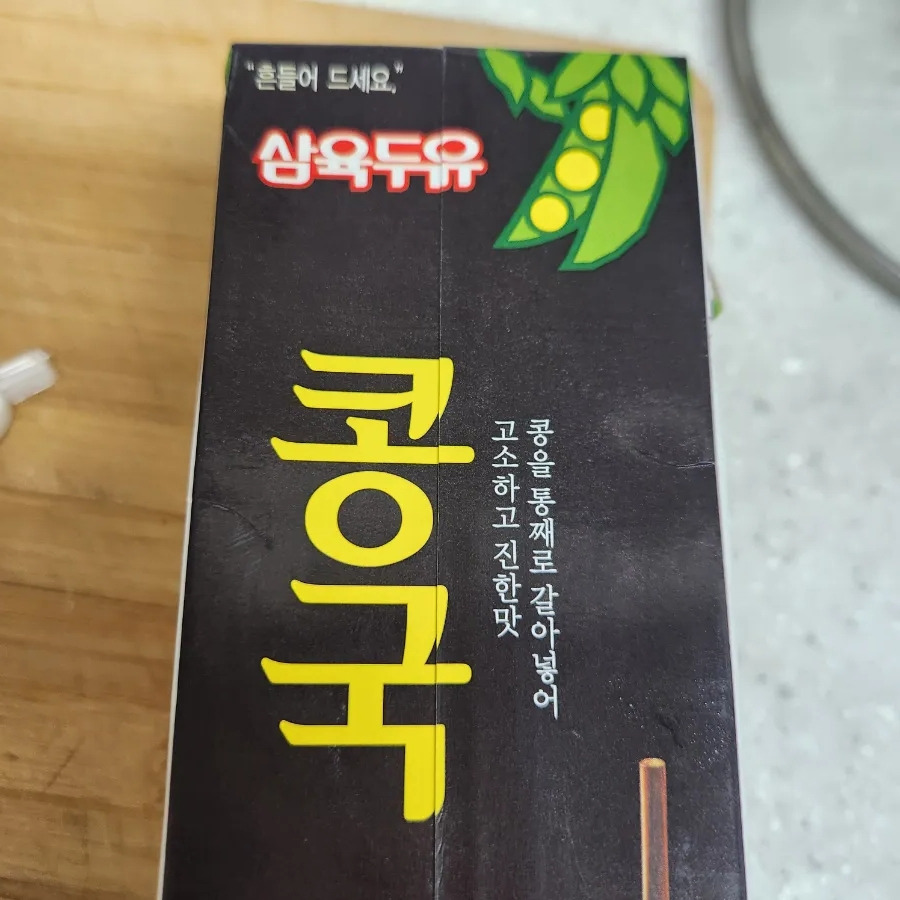 "흔들어 드세요."
삼육두유
콩국
콩을 통째로 갈아넣어
고소하고 진한맛